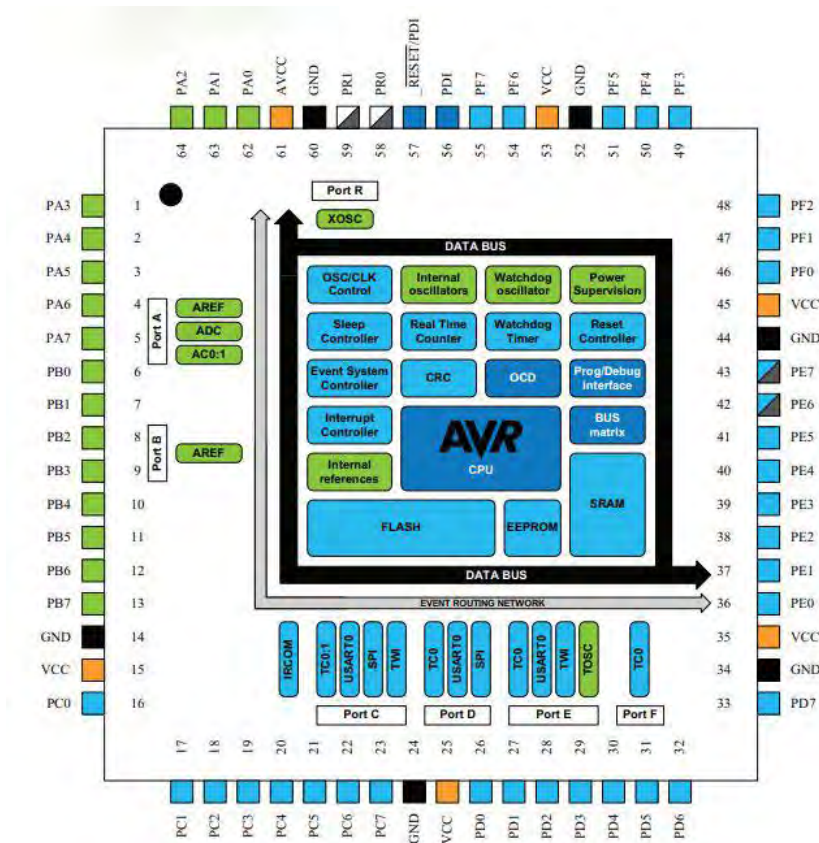 PA2 PA1 PA0 AVCC GND PR1 PR0 _RESET/PDI PDI PF7 PF6 VCC GND PF5 PF4 PF3
64 63 62 61 60 59 58 57 56 55 54 53 52 51 50 49
PA3 1
PA4 2
PA5 3
PA6 4
PA7 5
PB0 6
PB1 7
PB2 8
PB3 9
PB4 10
PB5 11
PB6 12
PB7 13
GND 14
VCC 15
PC0 16
Port R
XOSC
DATA BUS
Port A
AREF
ADC
AC0:1
Port B
AREF
OSC/CLK
Control
Internal
oscillators
Watchdog
oscillator
Power
Supervision
Sleep
Controller
Real Time
Counter
Watchdog
Timer
Reset
Controller
Event System
Controller
CRC
OCD
Prog/Debug
Interface
Interrupt
Controller
AVR
CPU
BUS
matrix
Internal
references
SRAM
FLASH
EEPROM
DATA BUS
EVENT ROUTING NETWORK
IRCOM
TC0:1
USART0
SPI
TWI
TC0
USART0
SPI
TC0
USART0
TWI
TOSC
TC0
Port C
Port D
Port E
Port F
48 PF2
47 PF1
46 PF0
45 VCC
44 GND
43 PE7
42 PE6
41 PE5
40 PE4
39 PE3
38 PE2
37 PE1
36 PE0
35 VCC
34 GND
33 PD7
17 18 19 20 21 22 23 24 25 26 27 28 29 30 31 32
PC1 PC2 PC3 PC4 PC5 PC6 PC7 GND VCC PD0 PD1 PD2 PD3 PD4 PD5 PD6